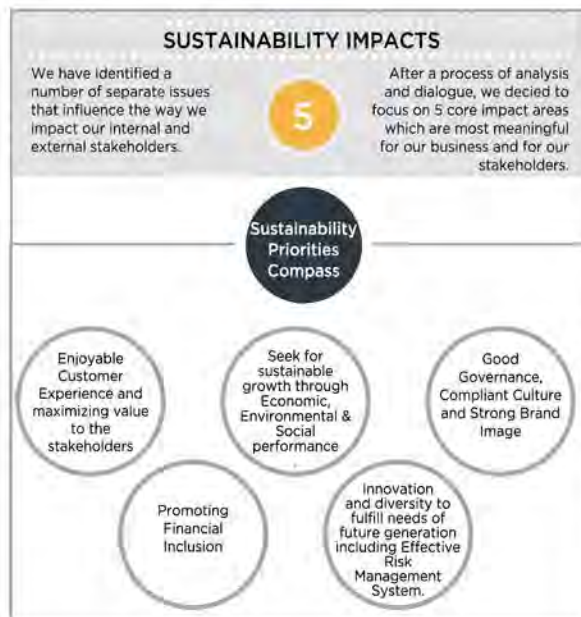 SUSTAINABILITY IMPACTS
We have identified a
number of separate issues
that influence the way we
impact our internal and
external stakeholders.
5
After a process of analysis
and dialogue, we decied to
focus on 5 core impact areas
which are most meaningful
for our business and for our
stakeholders.
Sustainability
Priorities
Compass
Enjoyable
Customer
Experience and
maximizing value
to the
stakeholders
Seek for
sustainable
growth through
Economic,
Environmental &
Social
performance
.
Good
Governance,
Compliant Culture
and Strong Brand
Image
Promoting
Financial
Inclusion
Innovation
and diversity to
fulfill needs of
future generation
including Effective
Risk
Management
System.